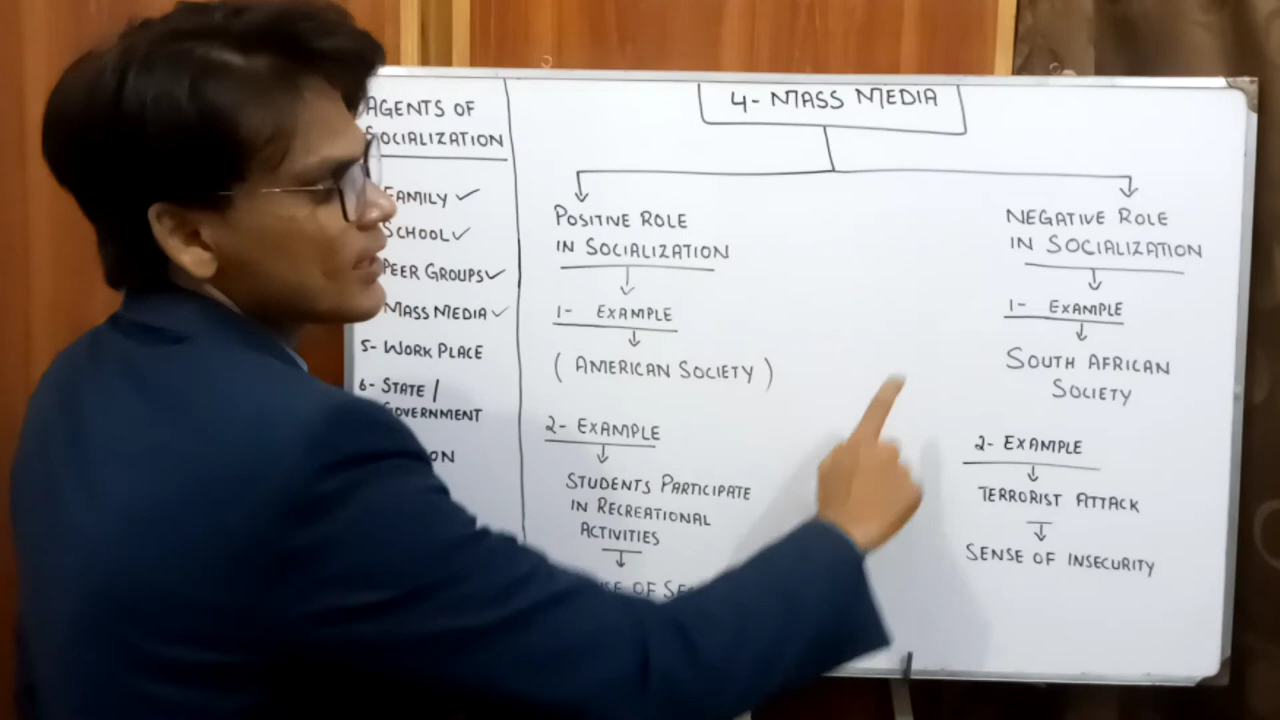 AGENTS OF
SOCIALIZATION
FAMILY ✓
SCHOOL ✓
PEER GROUPS ✓
MASS MEDIA ✓
5- WORK PLACE
6- STATE /
GOVERNMENT
4- MASS MEDIA
POSITIVE ROLE
IN SOCIALIZATION
1- EXAMPLE
(AMERICAN SOCIETY)
2- EXAMPLE
STUDENTS PARTICIPATE
IN RECREATIONAL
ACTIVITIES
OF
NEGATIVE ROLE
IN SOCIALIZATION
1- EXAMPLE
SOUTH AFRICAN
SOCIETY
2- EXAMPLE
TERRORIST ATTACK
SENSE OF INSECURITY